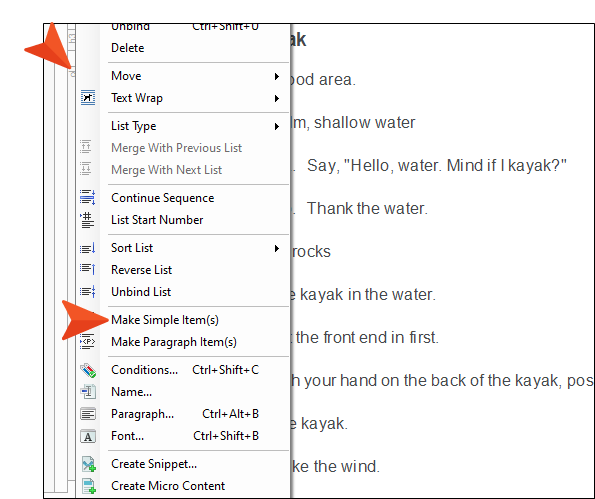 Unbind Ctrl+Shift+U
Delete
Move
Text Wrap
List Type
Merge With Previous List
Merge With Next List
Continue Sequence
List Start Number
Sort List
Reverse List
Unbind List
Make Simple Item(s)
Make Paragraph Item(s)
Conditions... Ctrl+Shift+C
Name...
Paragraph... Ctrl+Alt+B
Font... Ctrl+Shift+B
Create Snippet...
Create Micro Content
ak
ood area.
lm, shallow water
. Say, "Hello, water. Mind if I kayak?"
. Thank the water.
rocks
e kayak in the water.
t the front end in first.
h your hand on the back of the kayak, pos
e kayak.
ke the wind.